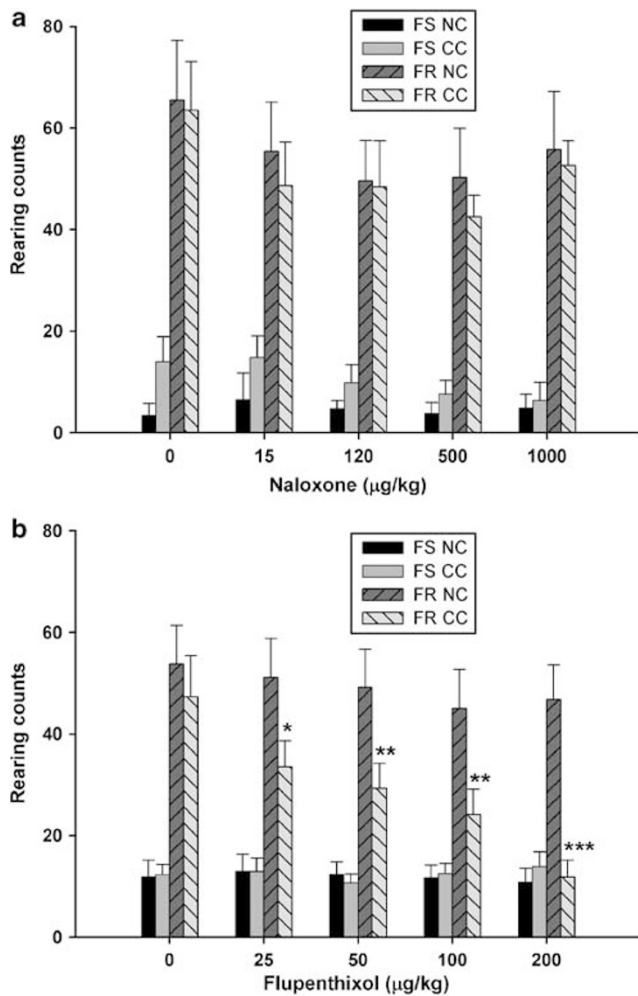 a
80
60
40
20
0
Rearing counts
FS NC
FS CC
FR NC
FR CC
0 15 120 500 1000
Naloxone (μg/kg)
b
80
60
40
20
0
Rearing counts
FS NC
FS CC
FR NC
FR CC
*
**
**
***
0 25 50 100 200
Flupenthixol (μg/kg)